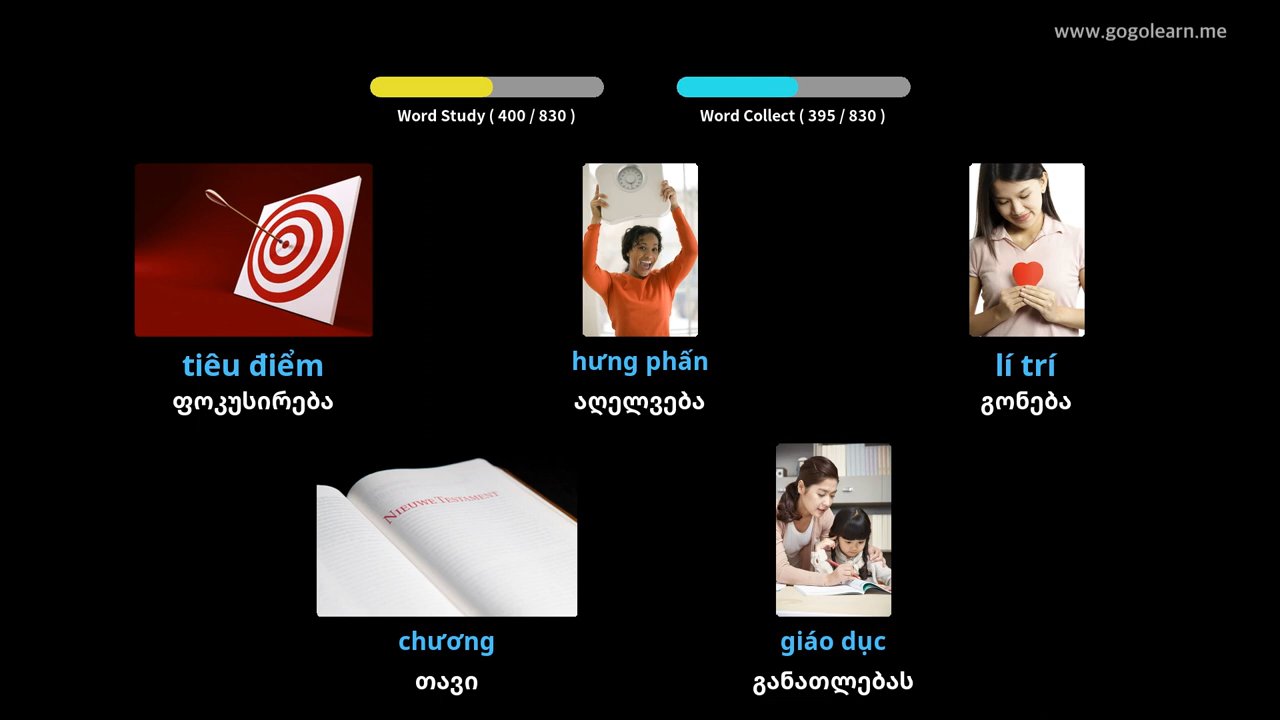 www.gogolearn.me
Word Study ( 400 / 830 )
Word Collect ( 395 / 830 )
tiêu điểm
ფოკუსირება
hưng phấn
აღელვება
lí trí
გონება
NIEUWE TESTAMENT
chương
თავი
giáo dục
განათლებას